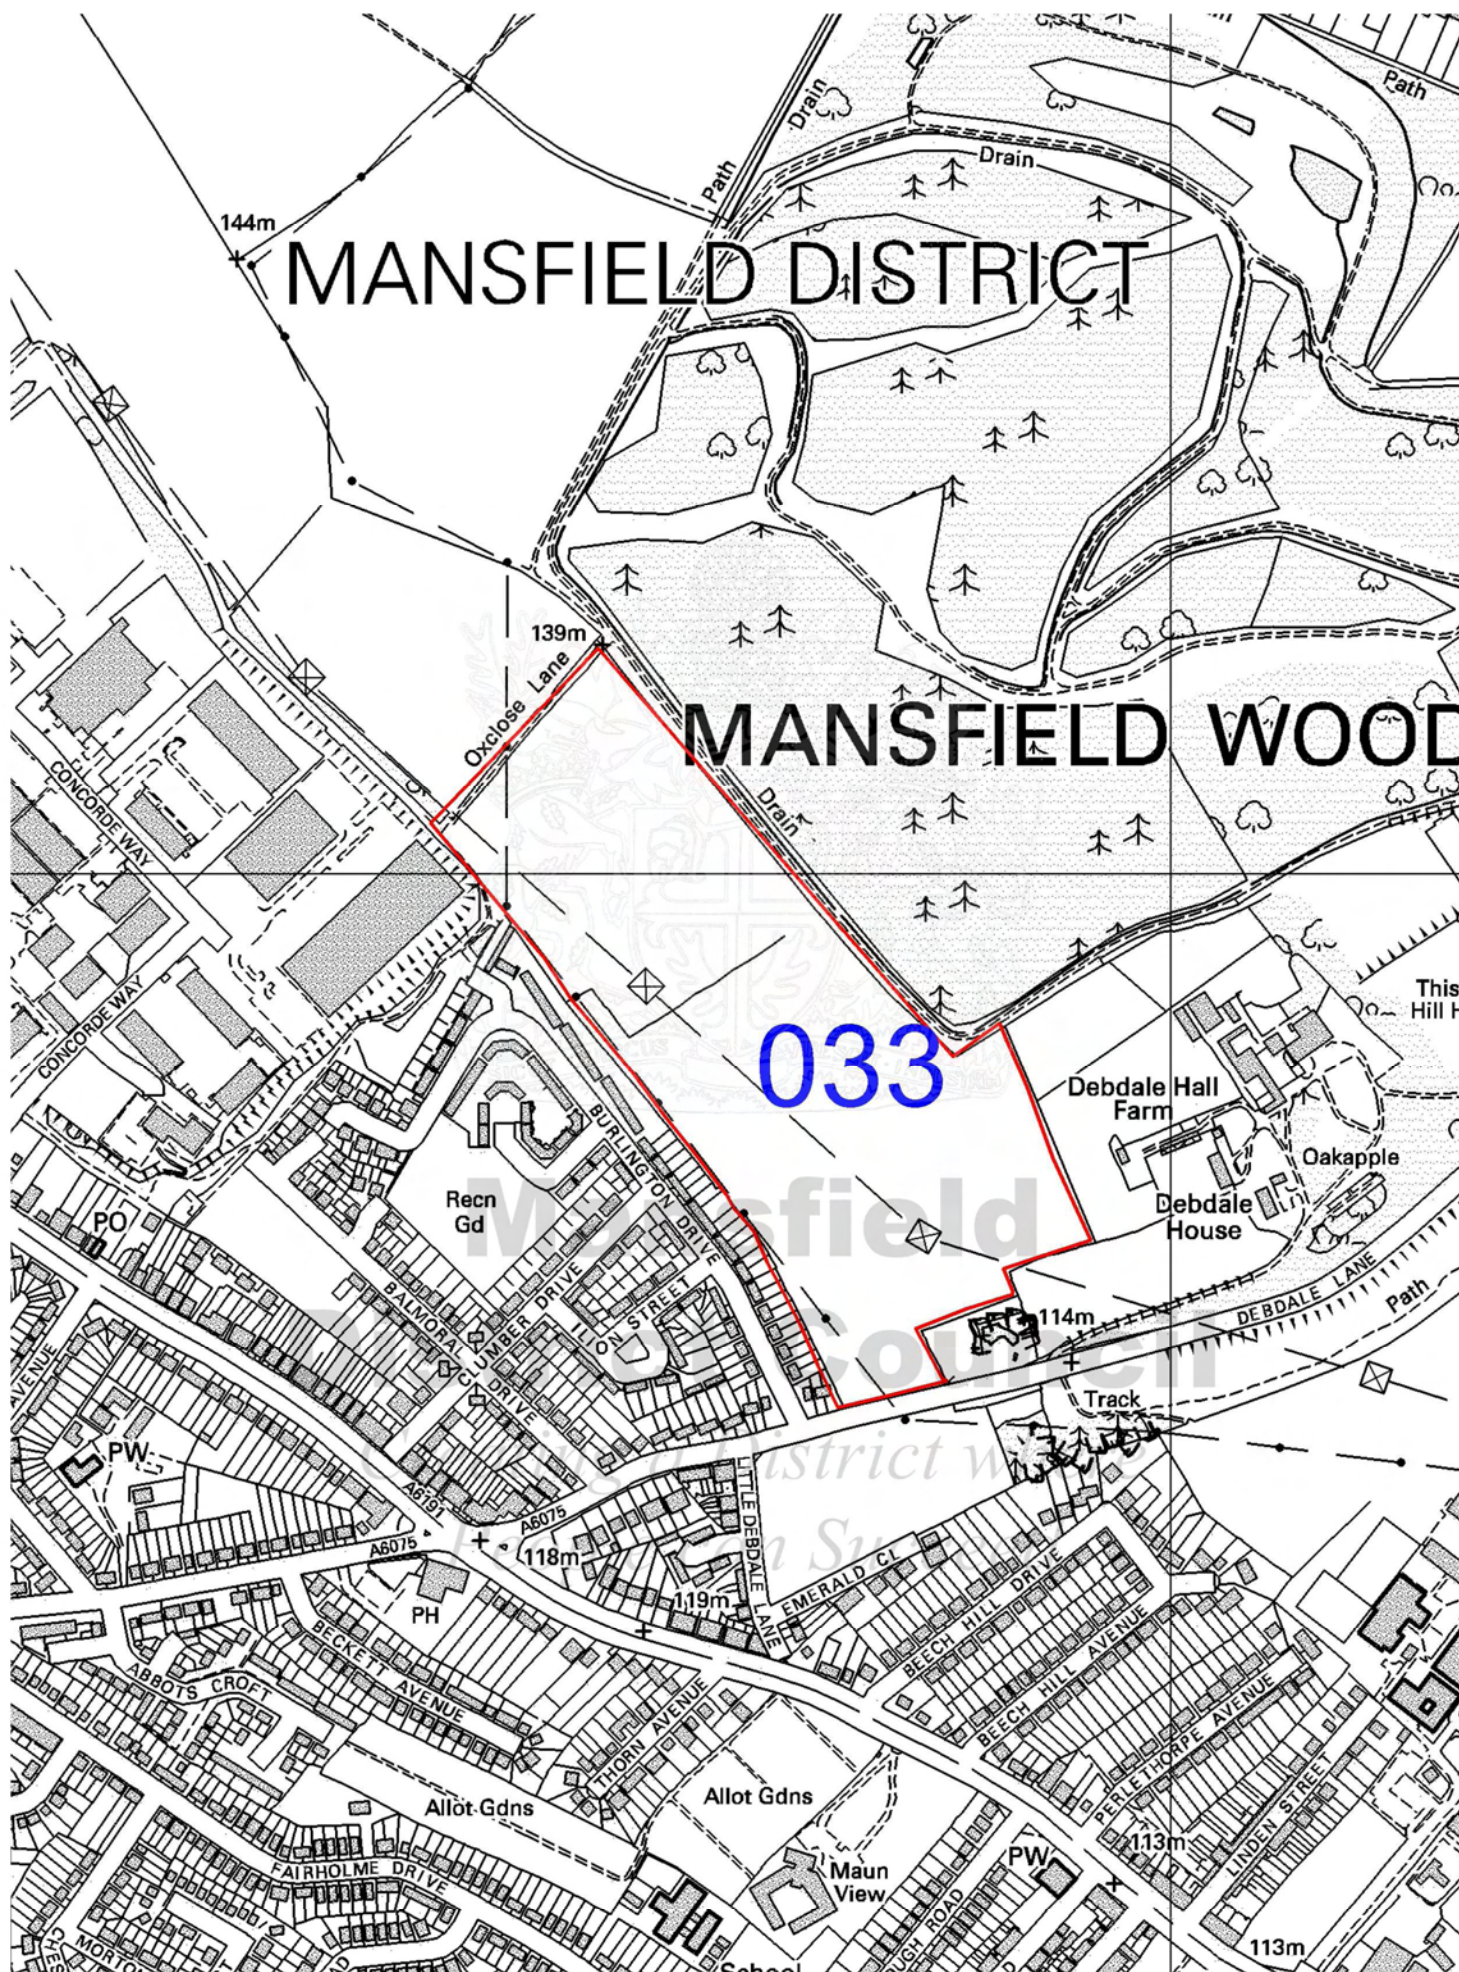 Path
Drain
Drain
Path
144m
MANSFIELD DISTRICT
139m
Oxclose Lane
MANSFIELD WOOD
CONCORDE WAY
Drain
CONCORDE WAY
033
Debdale Hall
Farm
Oakapple
Debdale
House
BURLINGTON DRIVE
Recn
Gd
Mansfield
District Council
PO
BALMORAL DRIVE
CLUMBER DRIVE
ILION STREET
DEBDALE LANE
Path
114m
Track
AVENUE
PW
A6191
A6075
A6075
118m
LITTLE DEBDALE LANE
119m
EMERALD CL
BEECH HILL DRIVE
PH
BECKETT AVENUE
ABBOTS CROFT
THORN AVENUE
BEECH HILL AVENUE
PERLETHORPE AVENUE
LINDEN STREET
Allot Gdns
Allot Gdns
113m
PW
Maun
View
FAIRHOLME DRIVE
113m
School